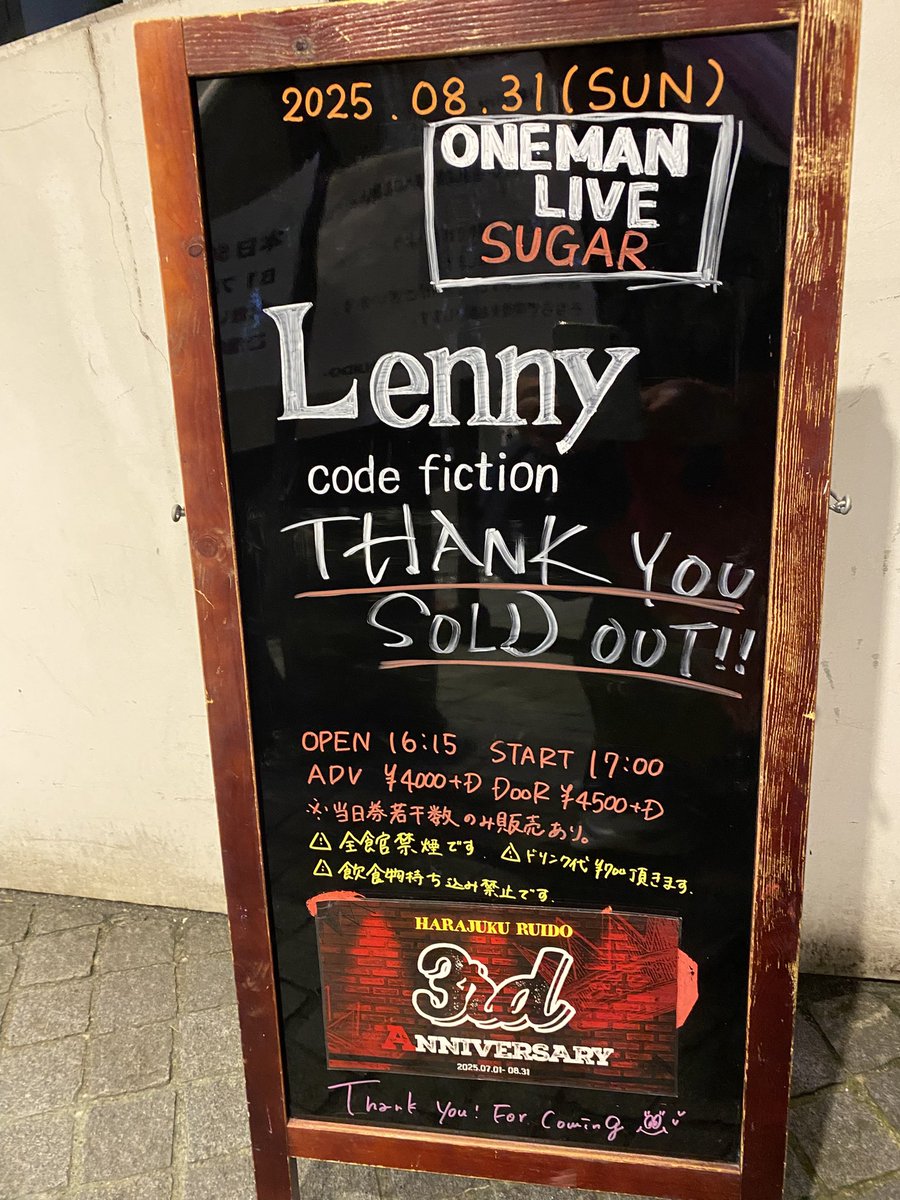 2025.08.31(SUN)
ONEMAN
LIVE
SUGAR
Lenny
code fiction
THANK YOU
SOLD OUT!!
OPEN 16:15 START 17:00
ADV ¥4000+D DOOR ¥4500+D
※当日券若干数のみ販売あり。
⚠全館禁煙です. ⚠ドリンク代¥700頂きます.
⚠飲食物持ち込み禁止です.
HARAJUKU RUIDO
3rd
ANNIVERSARY
2025.07.01- 08.31
Thank you! For Coming